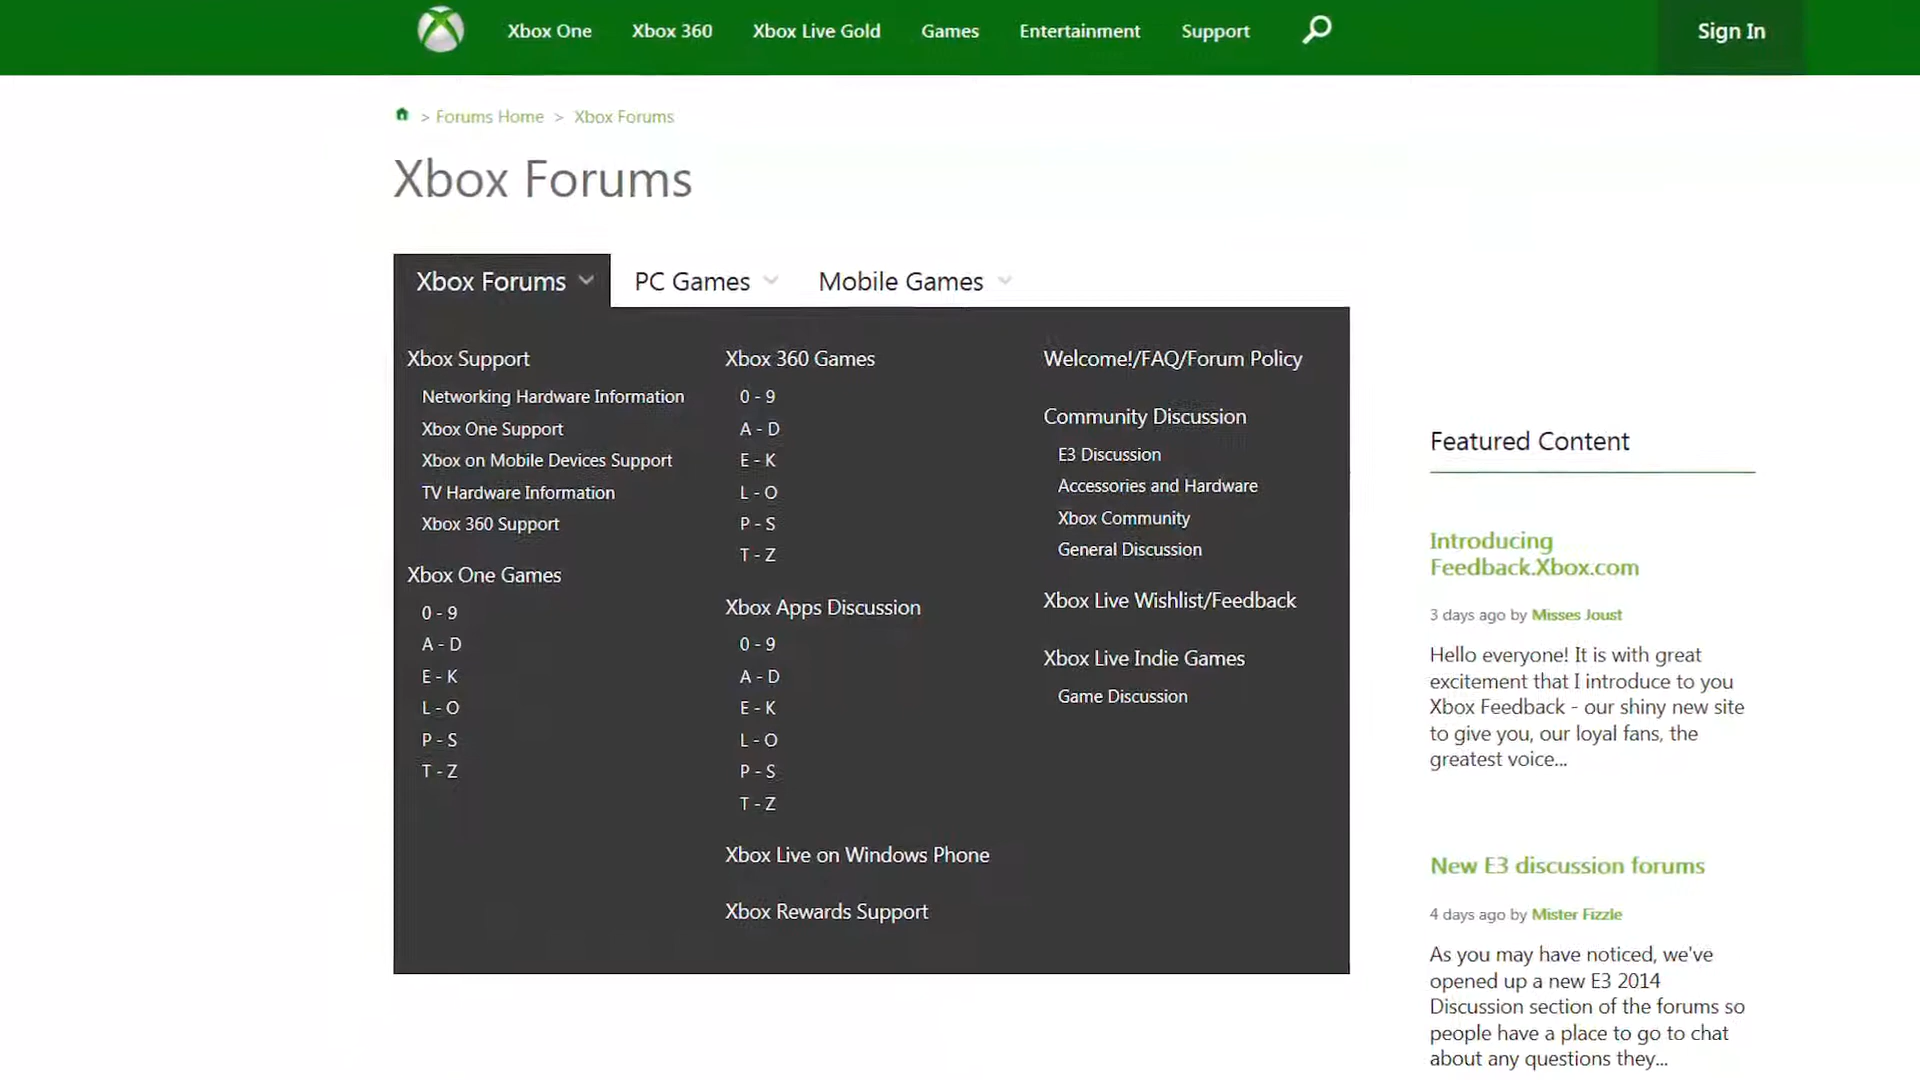 Xbox One Xbox 360 Xbox Live Gold Games Entertainment Support Sign In
> Forums Home > Xbox Forums
Xbox Forums
Xbox Forums PC Games Mobile Games
Xbox Support
Networking Hardware Information
Xbox One Support
Xbox on Mobile Devices Support
TV Hardware Information
Xbox 360 Support
Xbox One Games
0 - 9
A - D
E - K
L - O
P - S
T - Z
Xbox 360 Games
0 - 9
A - D
E - K
L - O
P - S
T - Z
Xbox Apps Discussion
0 - 9
A - D
E - K
L - O
P - S
T - Z
Xbox Live on Windows Phone
Xbox Rewards Support
Welcome!/FAQ/Forum Policy
Community Discussion
E3 Discussion
Accessories and Hardware
Xbox Community
General Discussion
Xbox Live Wishlist/Feedback
Xbox Live Indie Games
Game Discussion
Featured Content
Introducing
Feedback.Xbox.com
3 days ago by Misses Joust
Hello everyone! It is with great
excitement that I introduce to you
Xbox Feedback - our shiny new site
to give you, our loyal fans, the
greatest voice...
New E3 discussion forums
4 days ago by Mister Fizzle
As you may have noticed, we've
opened up a new E3 2014
Discussion section of the forums so
people have a place to go to chat
about any questions they...